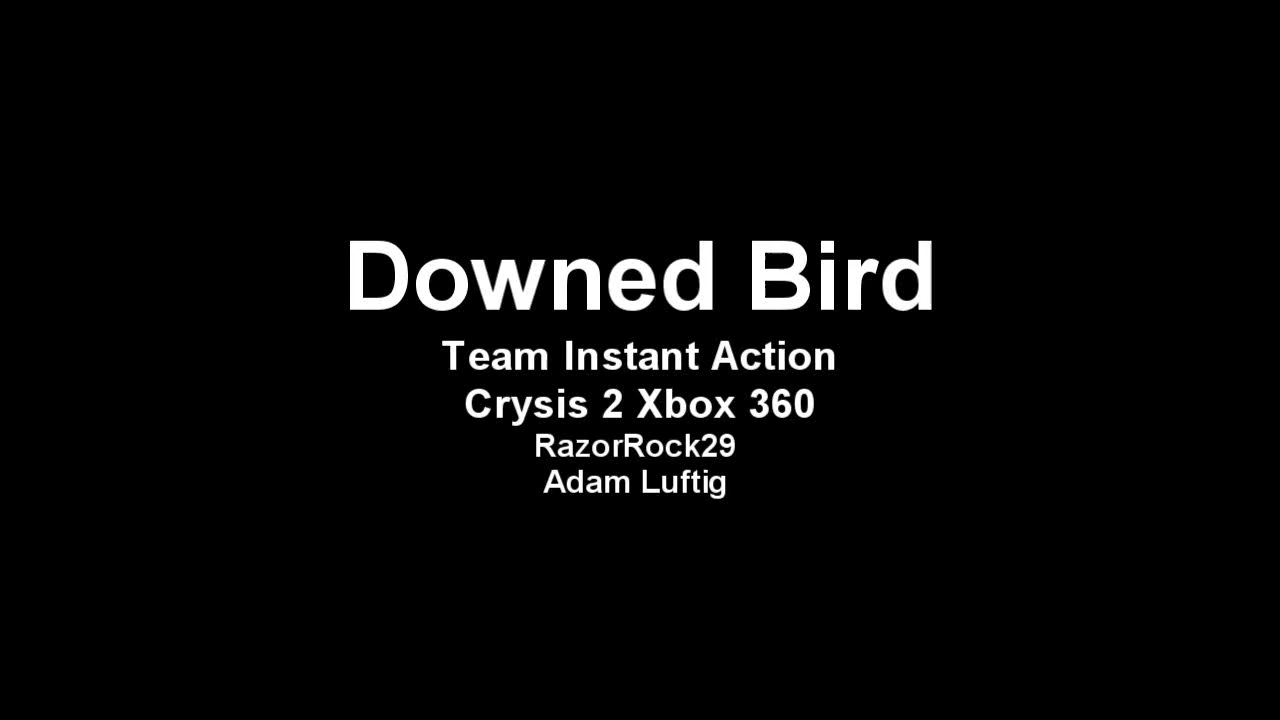 Downed Bird
Team Instant Action
Crysis 2 Xbox 360
RazorRock29
Adam Luftig